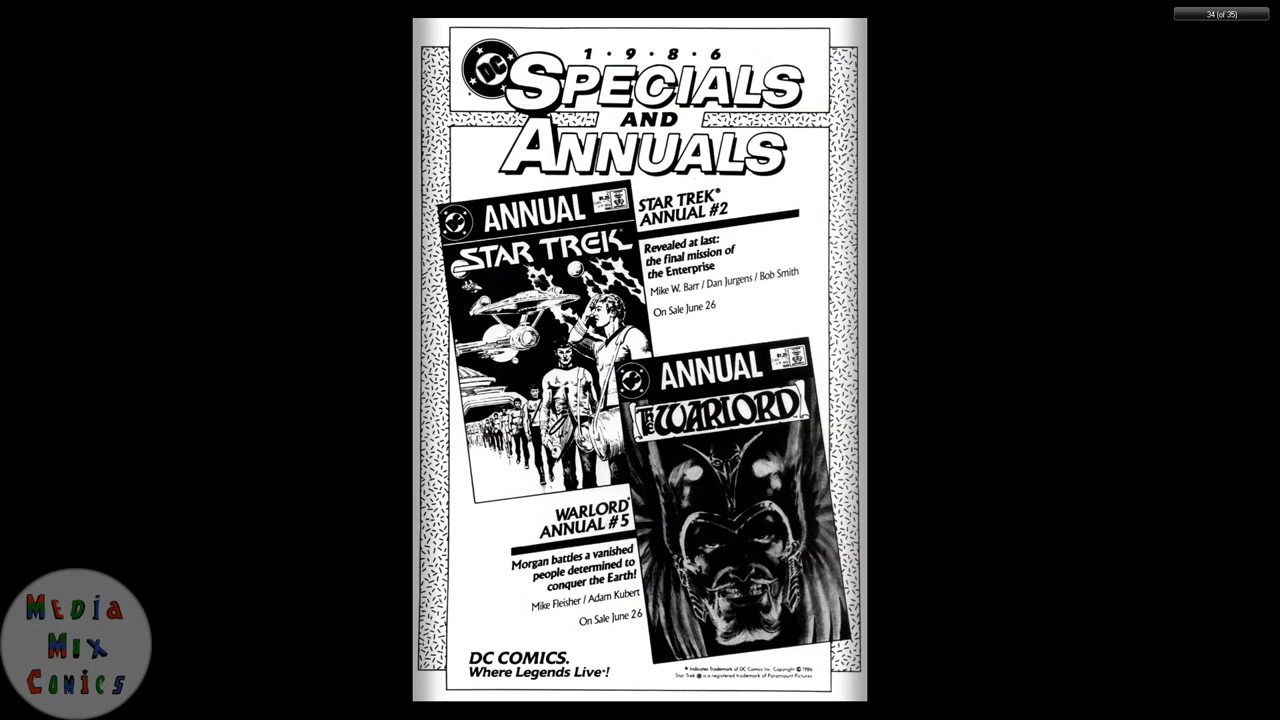 34 (of 35)
1·9·8·6
DC
SPECIALS
AND
ANNUALS
ANNUAL
STAR TREK
STAR TREK®
ANNUAL #2
Revealed at last:
the final mission of
the Enterprise
Mike W. Barr / Dan Jurgens / Bob Smith
On Sale June 26
ANNUAL
THE WARLORD
WARLORD*
ANNUAL #5
Morgan battles a vanished
people determined to
conquer the Earth!
Mike Fleisher / Adam Kubert
On Sale June 26
DC COMICS.
Where Legends Live*!
* Indicates Trademark of DC Comics Inc. Copyright © 1986
Star Trek ® is a registered trademark of Paramount Pictures
MEDIA
MIX
COMICS